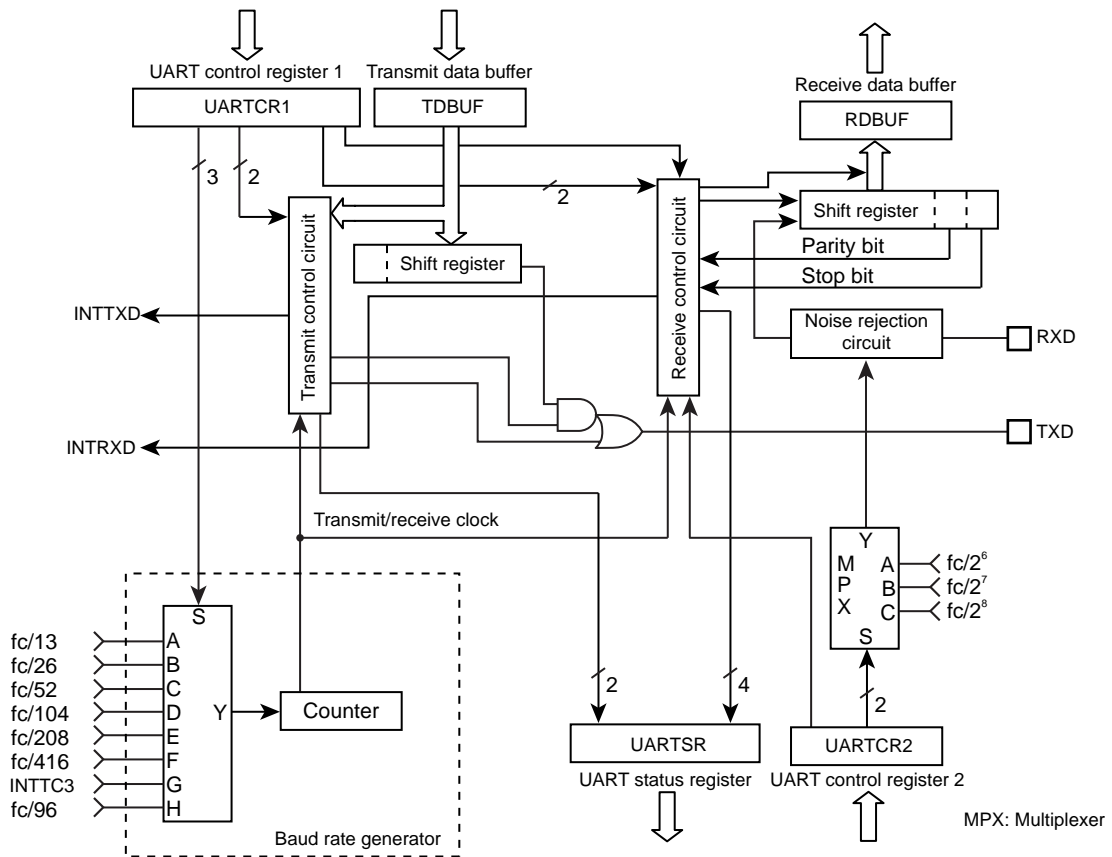 UART control register 1
Transmit data buffer
Receive data buffer
UARTCR1
TDBUF
RDBUF
3
2
2
Transmit control circuit
Receive control circuit
Shift register
Shift register
Parity bit
Stop bit
INTTXD
Noise rejection
circuit
RXD
INTRXD
TXD
Transmit/receive clock
Y
M
P
X
A
B
C
S
fc/2⁶
fc/2⁷
fc/2⁸
S
fc/13
A
fc/26
B
fc/52
C
fc/104
D
Y
Counter
fc/208
E
fc/416
F
INTTC3
G
fc/96
H
2
4
2
UARTSR
UARTCR2
UART status register
UART control register 2
Baud rate generator
MPX: Multiplexer